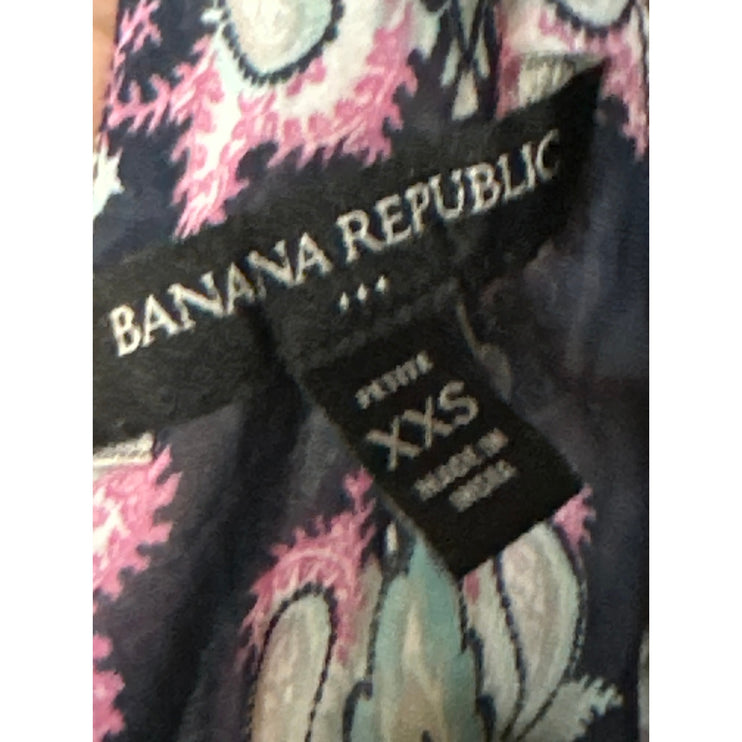 BANANA REPUBLIC
PETITE
XXS
MADE IN
INDIA